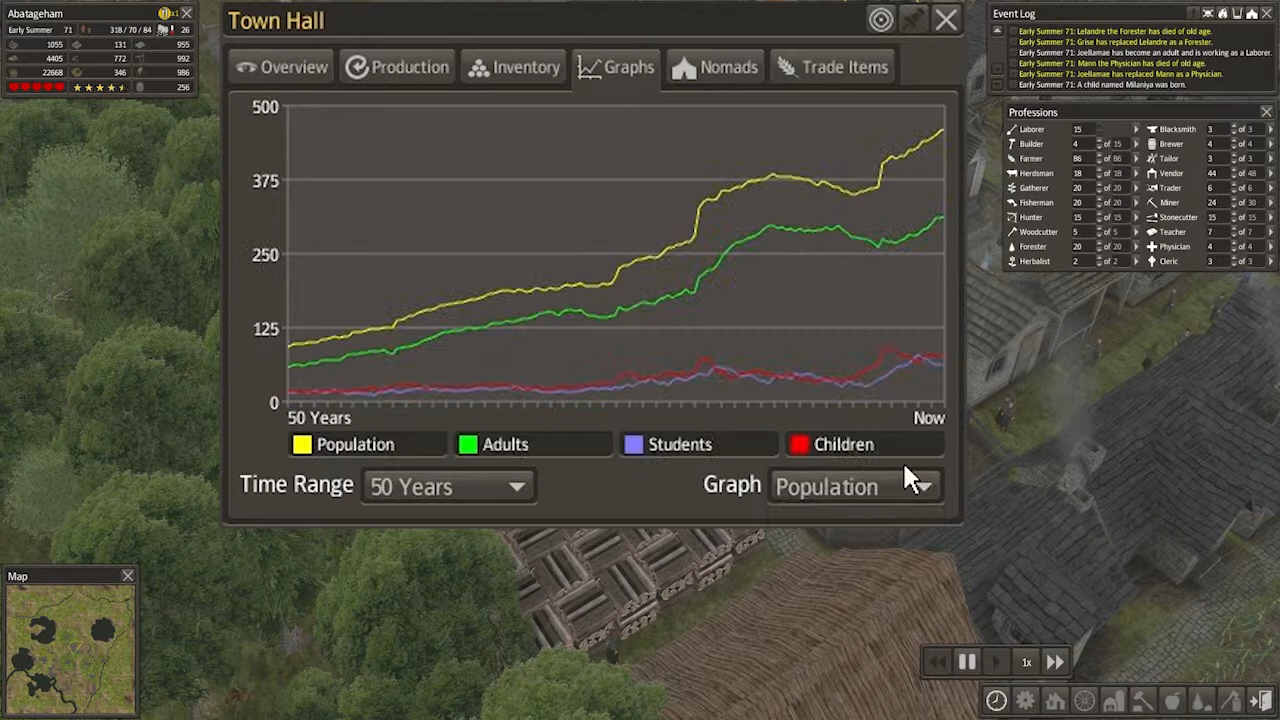 Abatageham
x1
Early Summer 71 318 / 70 / 84 26
1055 131 955
4405 772 992
22668 346 986
256
Town Hall
Overview Production Inventory Graphs Nomads Trade Items
500
375
250
125
0
50 Years Now
Population Adults Students Children
Time Range 50 Years Graph Population
Event Log
Early Summer 71: Lelandre the Forester has died of old age.
Early Summer 71: Grise has replaced Lelandre as a Forester.
Early Summer 71: Joellamae has become an adult and is working as a Laborer.
Early Summer 71: Mann the Physician has died of old age.
Early Summer 71: Joellamae has replaced Mann as a Physician.
Early Summer 71: A child named Milaniya was born.
Professions
Laborer 15 Blacksmith 3 of 3
Builder 4 of 15 Brewer 4 of 4
Farmer 86 of 86 Tailor 3 of 3
Herdsman 18 of 18 Vendor 44 of 48
Gatherer 20 of 20 Trader 6 of 6
Fisherman 20 of 20 Miner 24 of 30
Hunter 15 of 15 Stonecutter 15 of 15
Woodcutter 5 of 5 Teacher 7 of 7
Forester 20 of 20 Physician 4 of 4
Herbalist 2 of 2 Cleric 3 of 3
Map
1x